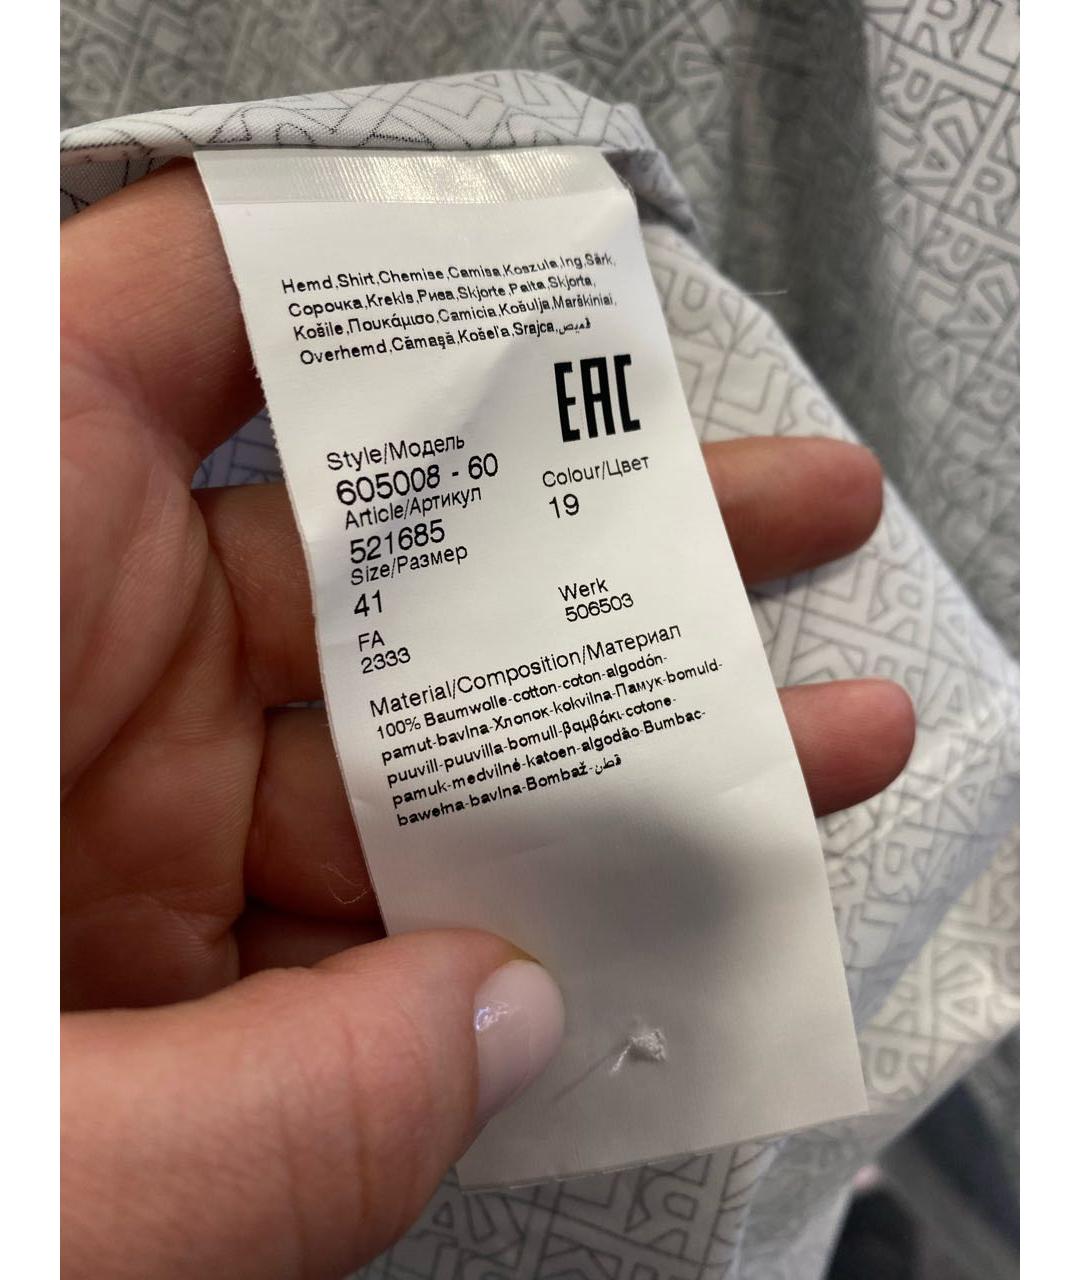 Hemd,Shirt,Chemise,Camisa,Koszula,Ing,Särk,
Сорочка,Krekls,Риза,Skjorte,Paita,Skjorta,
Košile,Πουκάμισο,Camicia,Košulja,Marškiniai,
Overhemd,Cămaşă,Košeľa,Srajca,قميص
EAC
Style/Модель
605008 - 60
Colour/Цвет
19
Article/Артикул
521685
Size/Размер
41
Werk
506503
FA
2333
Material/Composition/Материал
100% Baumwolle-cotton-coton-algodón-
pamut-bavlna-Хлопок-kokvilna-Памук-bomuld-
puuvill-puuvilla-bomull-βαμβάκι-cotone-
pamuk-medvilnė-katoen-algodão-Bumbac-
bawełna-bavlna-Bombaž-قطن